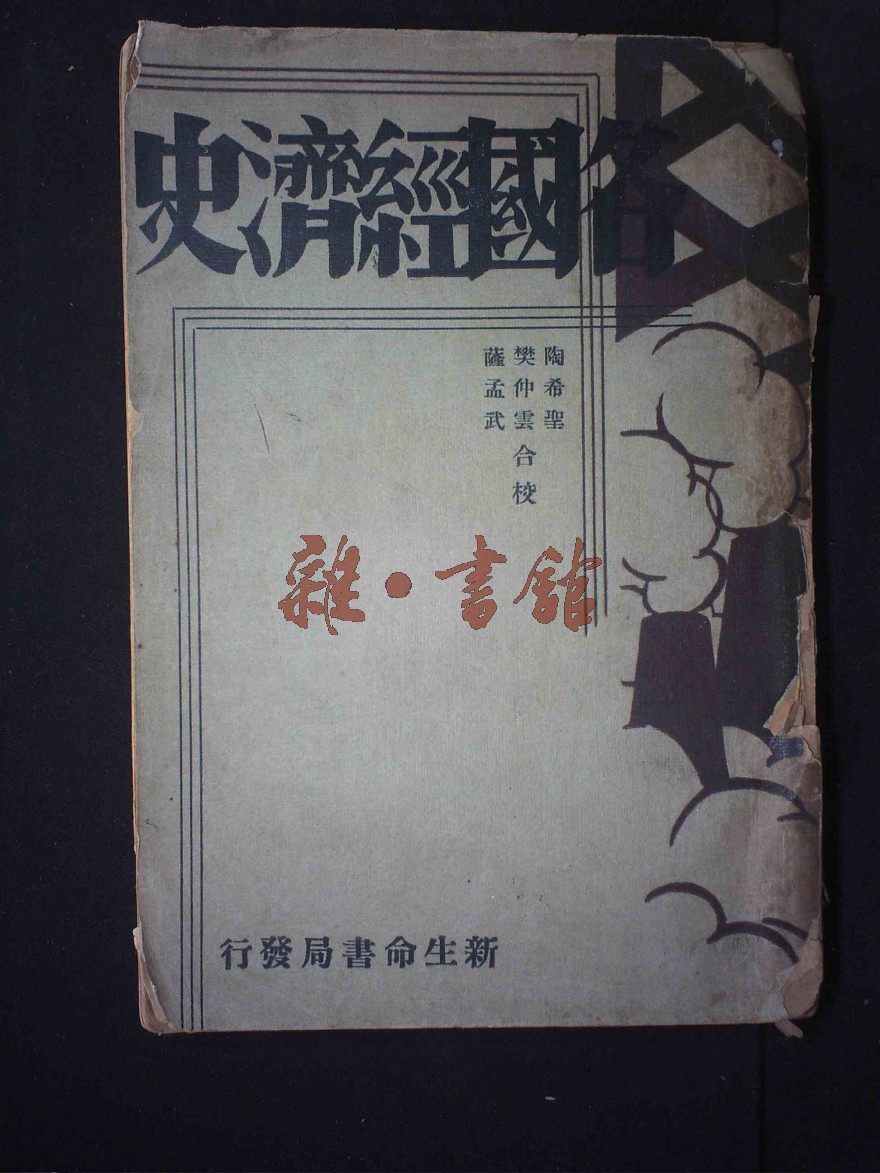 各國經濟史
陶希聖
樊仲雲合校
薩孟武
雜·書館
新生命書局發行